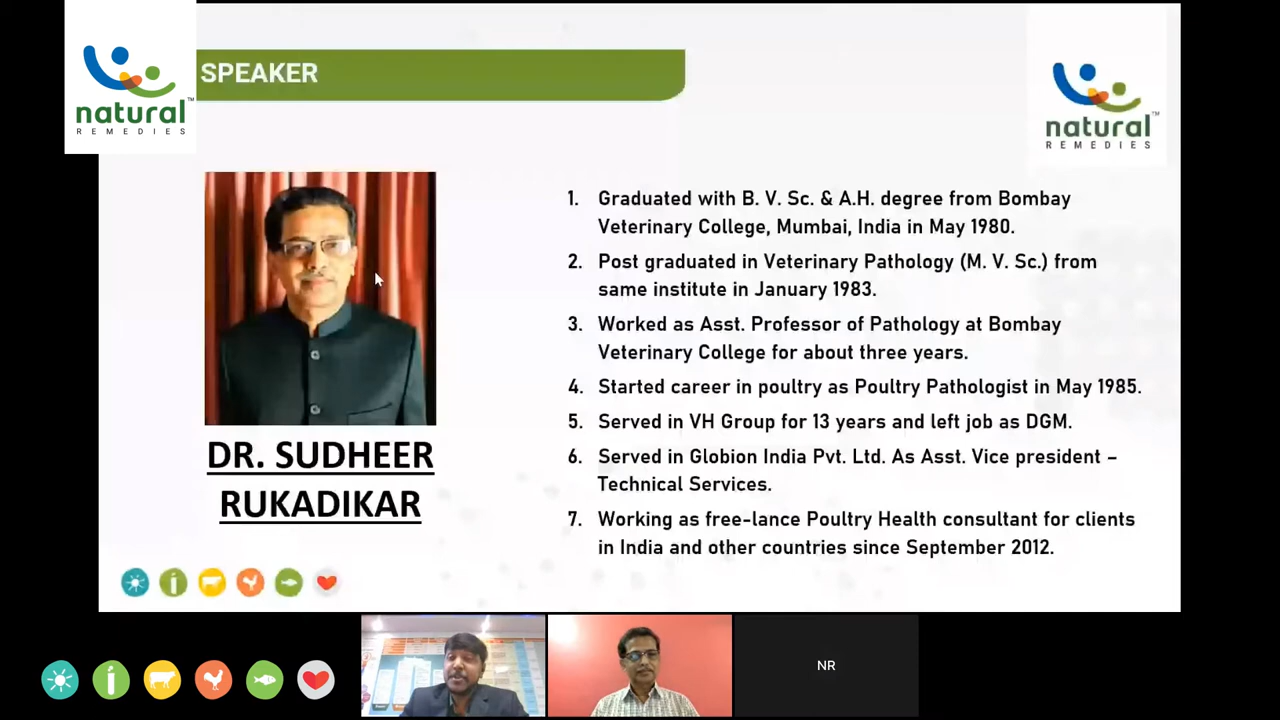 natural™
REMEDIES
SPEAKER
natural™
REMEDIES
DR. SUDHEER
RUKADIKAR
1. Graduated with B. V. Sc. & A.H. degree from Bombay
Veterinary College, Mumbai, India in May 1980.
2. Post graduated in Veterinary Pathology (M. V. Sc.) from
same institute in January 1983.
3. Worked as Asst. Professor of Pathology at Bombay
Veterinary College for about three years.
4. Started career in poultry as Poultry Pathologist in May 1985.
5. Served in VH Group for 13 years and left job as DGM.
6. Served in Globion India Pvt. Ltd. As Asst. Vice president –
Technical Services.
7. Working as free-lance Poultry Health consultant for clients
in India and other countries since September 2012.
NR